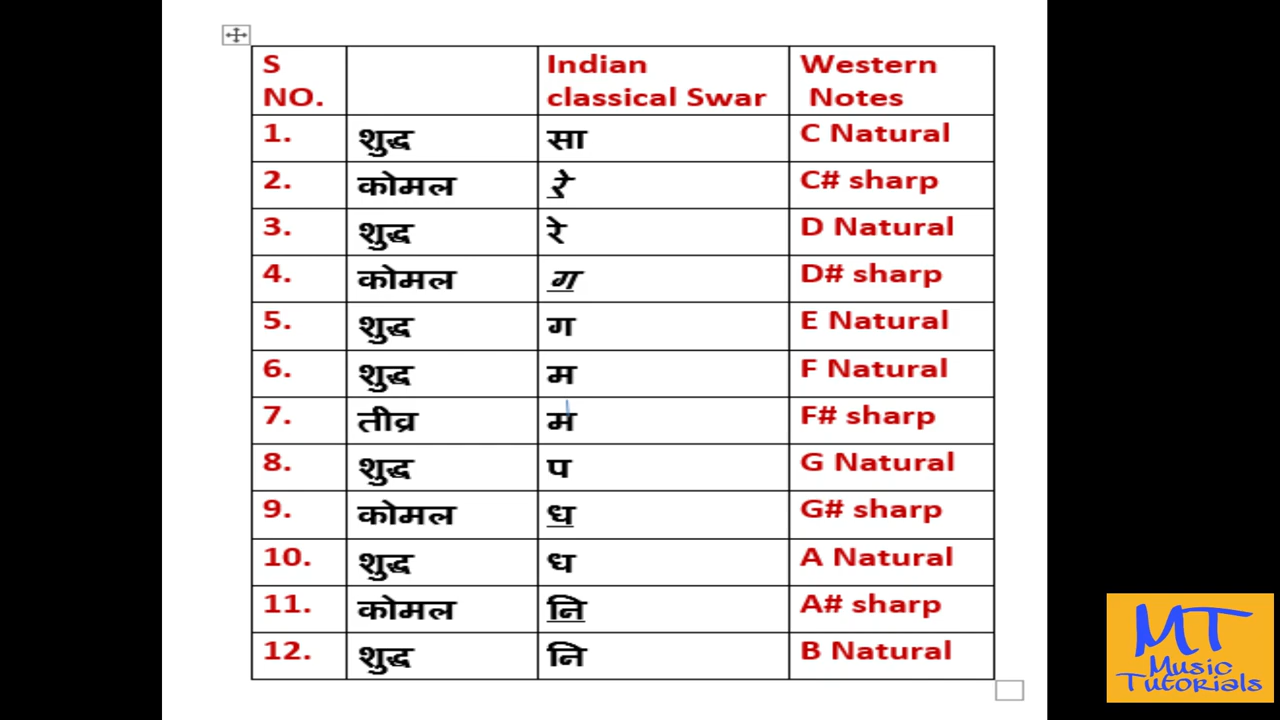 S NO. Indian classical Swar Western Notes
1. शुद्ध सा C Natural
2. कोमल रे C# sharp
3. शुद्ध रे D Natural
4. कोमल ग D# sharp
5. शुद्ध ग E Natural
6. शुद्ध म F Natural
7. तीव्र म F# sharp
8. शुद्ध प G Natural
9. कोमल ध G# sharp
10. शुद्ध ध A Natural
11. कोमल नि A# sharp
12. शुद्ध नि B Natural
MT
Music
Tutorials